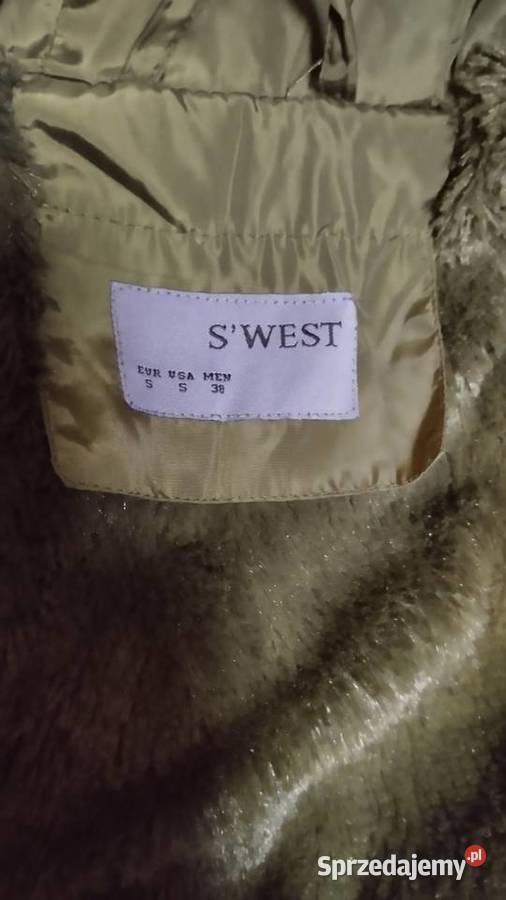 S'WEST
EUR USA MEN
S S 38
Sprzedajemy.pl